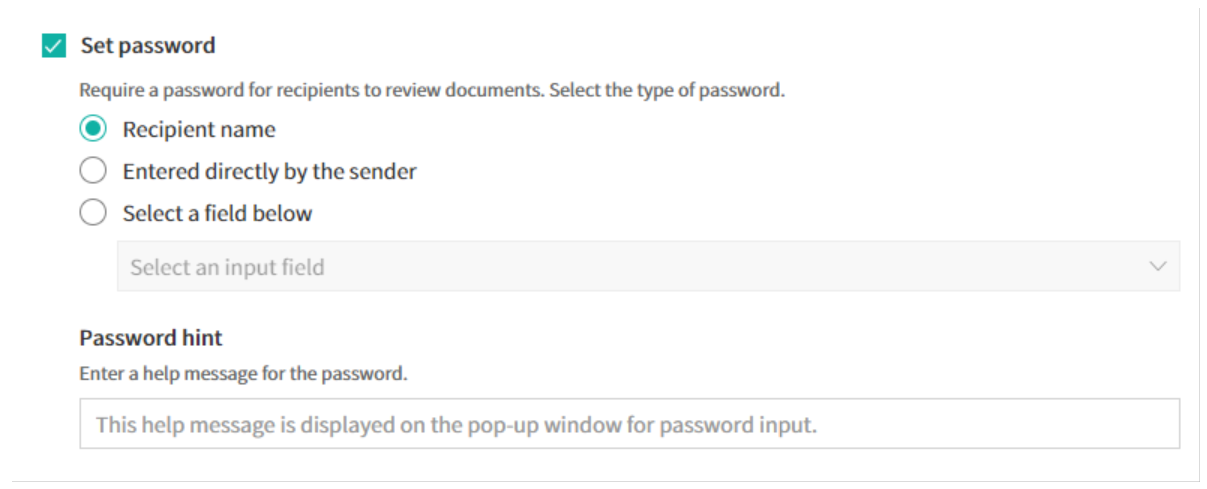 Set password
Require a password for recipients to review documents. Select the type of password.
Recipient name
Entered directly by the sender
Select a field below
Select an input field
Password hint
Enter a help message for the password.
This help message is displayed on the pop-up window for password input.